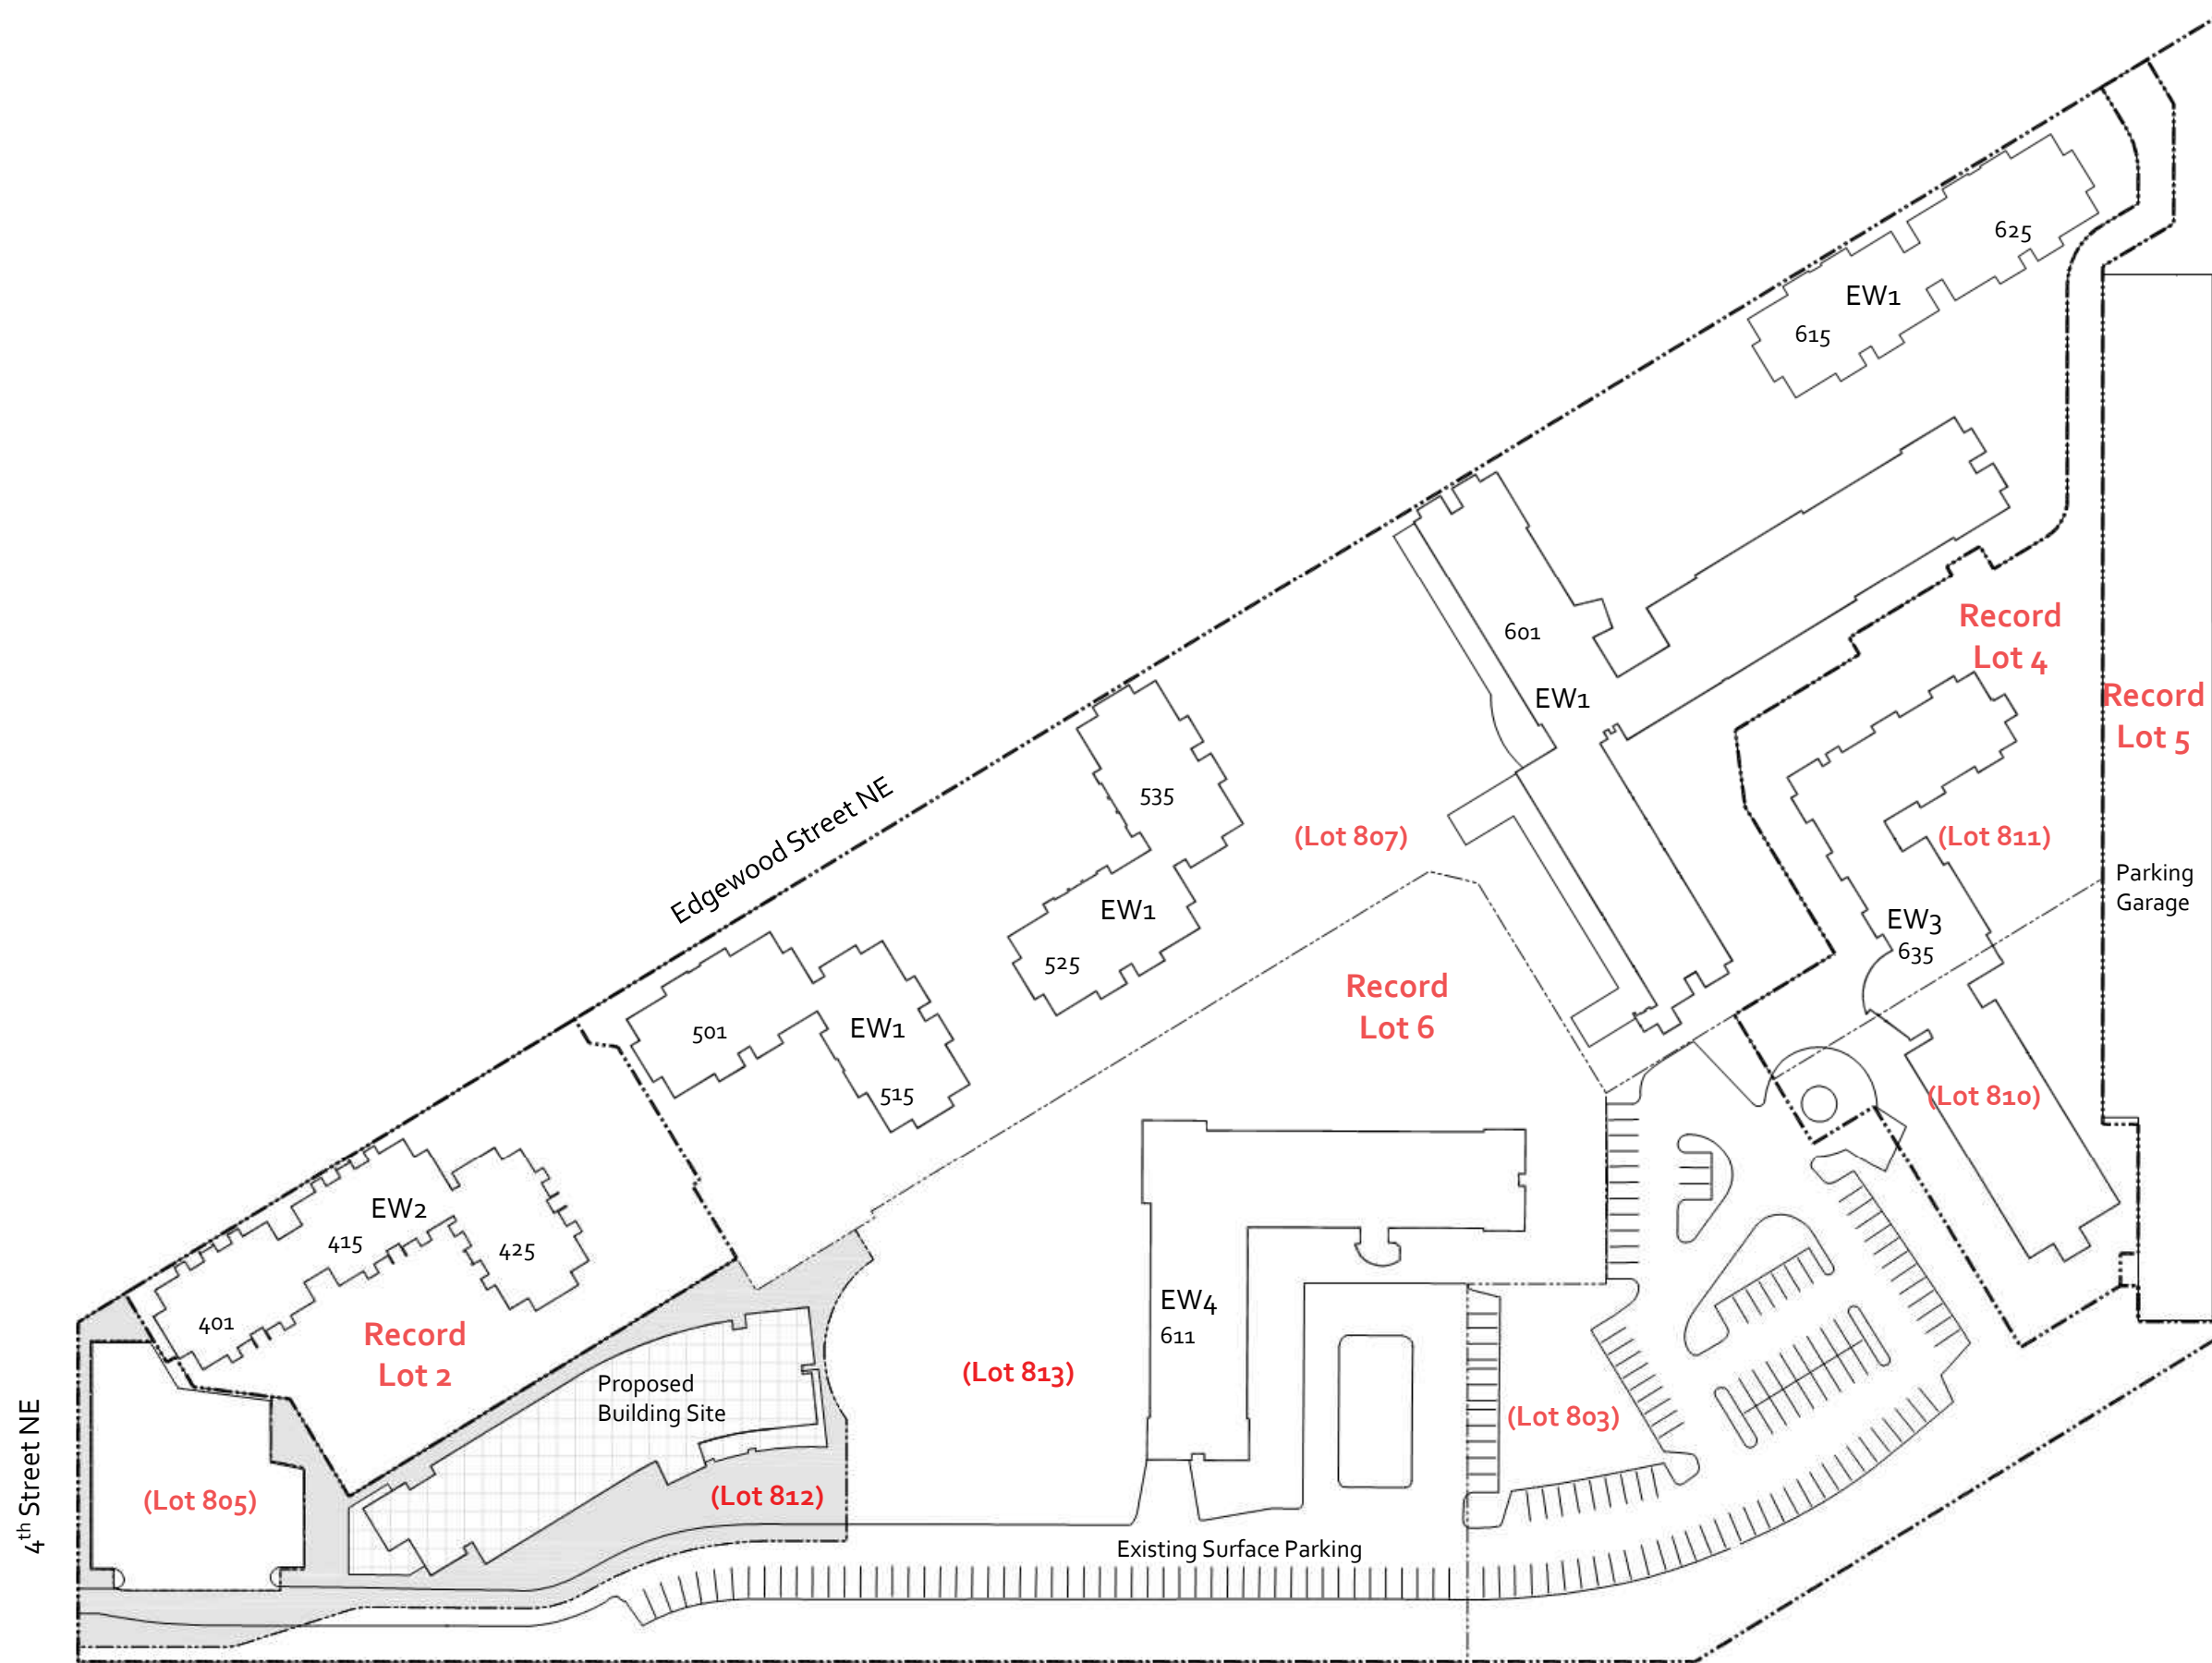 625
EW1
615
Record
Lot 4
601
Record
Lot 5
EW1
Edgewood Street NE
535
(Lot 807)
(Lot 811)
Parking
Garage
EW1
EW3
635
525
Record
Lot 6
501
EW1
515
(Lot 810)
EW2
415
425
401
Record
Lot 2
EW4
611
Proposed
Building Site
(Lot 813)
(Lot 803)
4th Street NE
(Lot 805)
(Lot 812)
Existing Surface Parking